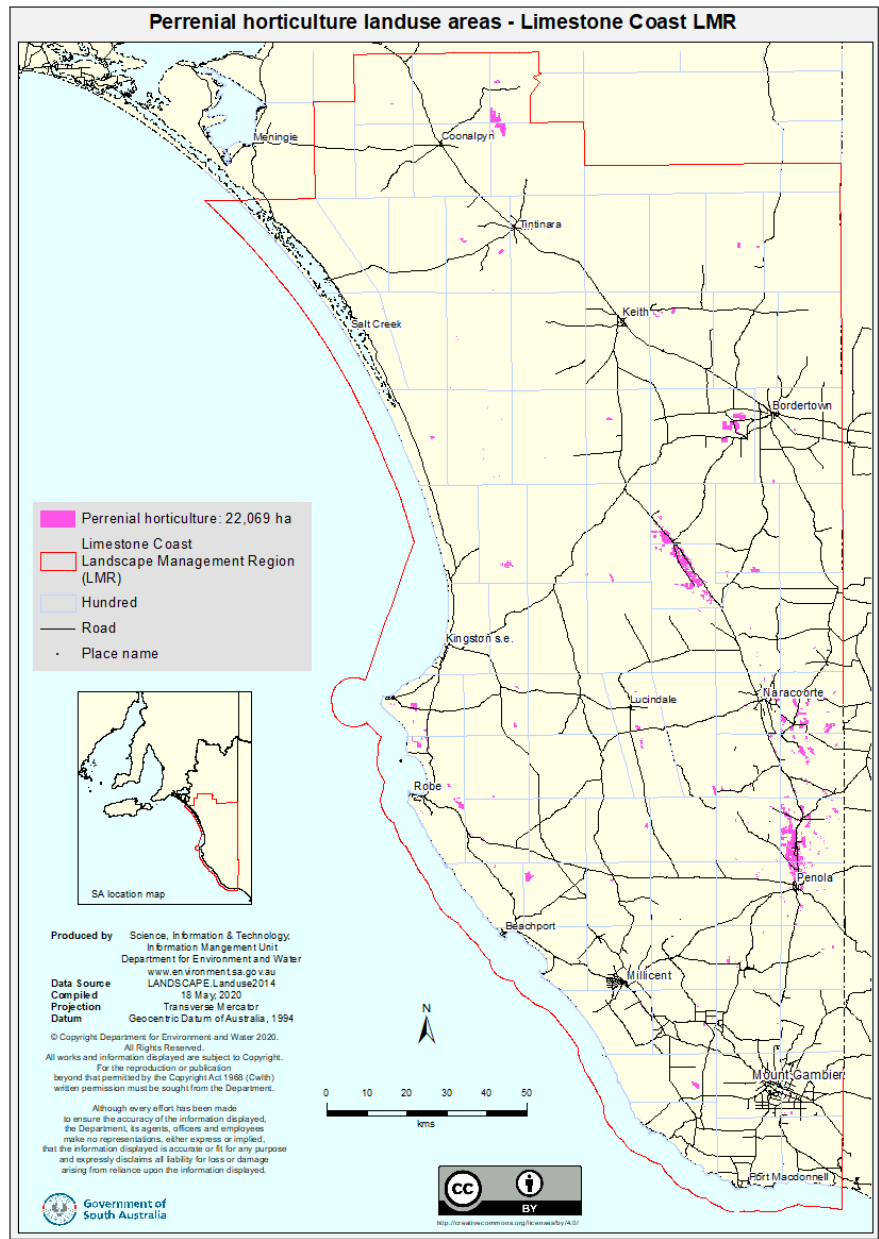 Perrenial horticulture landuse areas - Limestone Coast LMR
Meningie
Coonalpyn
Tintinara
Salt Creek
Keith
Bordertown
Perrenial horticulture: 22,069 ha
Limestone Coast
Landscape Management Region
(LMR)
Hundred
Road
Place name
Kingston s.e.
Lucindale
Naracoorte
Robe
Penola
Beachport
Millicent
Mount Gambier
Port Macdonnell
SA location map
Produced by Science, Information & Technology,
Information Mangement Unit
Department for Environment and Water
www.environment.sa.gov.au
Data Source LANDSCAPE.Landuse2014
Compiled 18 May, 2020
Projection Transverse Mercator
Datum Geocentric Datum of Australia, 1994
© Copyright Department for Environment and Water 2020.
All Rights Reserved.
All works and information displayed are subject to Copyright.
For the reproduction or publication
beyond that permitted by the Copyright Act 1968 (Cwlth)
written permission must be sought from the Department.
Although every effort has been made
to ensure the accuracy of the information displayed,
the Department, its agents, officers and employees
make no representations, either express or implied,
that the information displayed is accurate or fit for any purpose
and expressly disclaims all liability for loss or damage
arising from reliance upon the information displayed.
N
0 10 20 30 40 50
kms
Government of
South Australia
CC
BY
http://creativecommons.org/licenses/by/4.0/